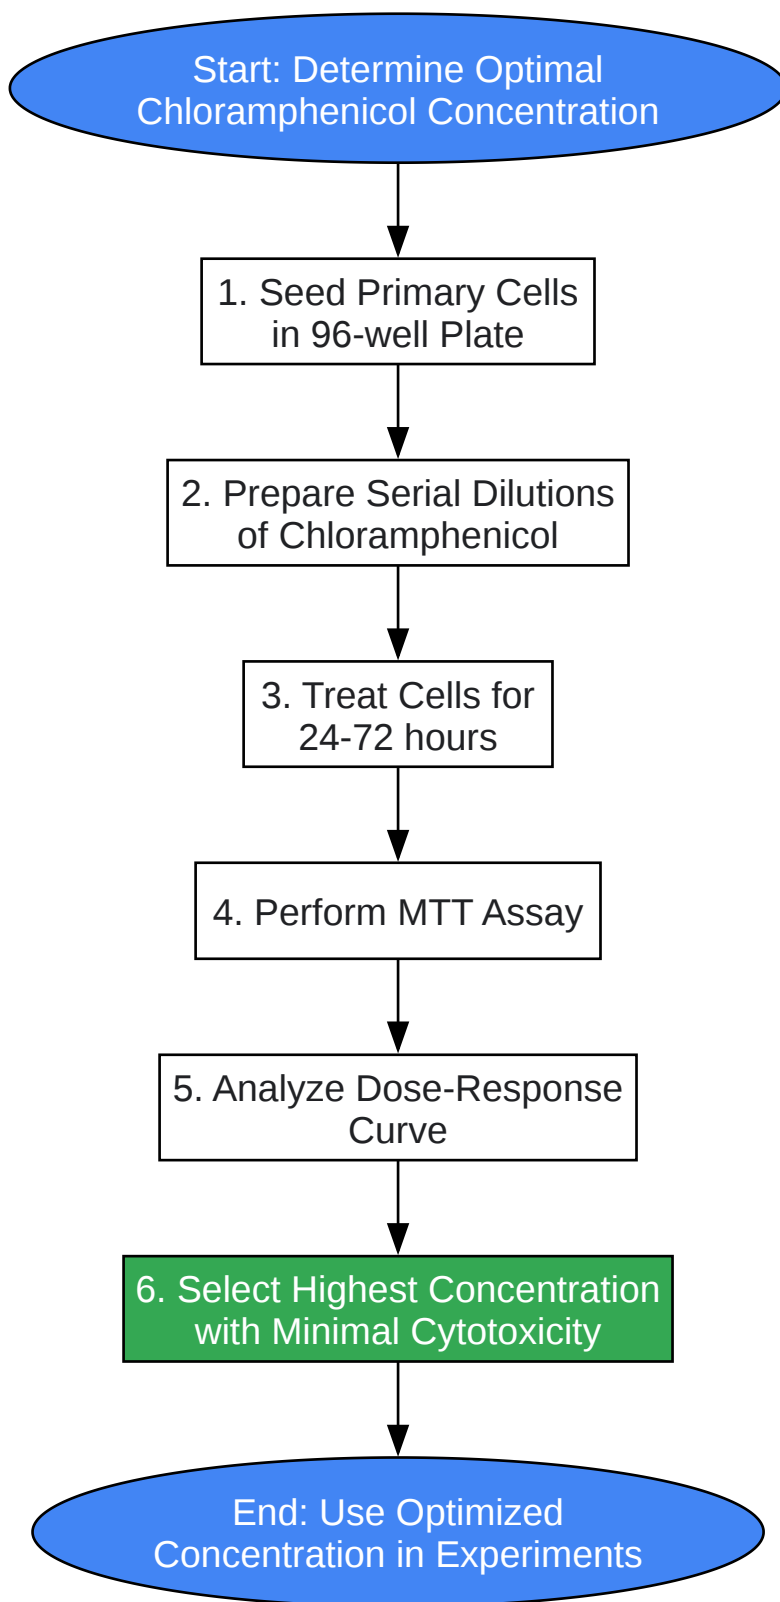 Start: Determine Optimal
Chloramphenicol Concentration
1. Seed Primary Cells
in 96-well Plate
2. Prepare Serial Dilutions
of Chloramphenicol
3. Treat Cells for
24-72 hours
4. Perform MTT Assay
5. Analyze Dose-Response
Curve
6. Select Highest Concentration
with Minimal Cytotoxicity
End: Use Optimized
Concentration in Experiments